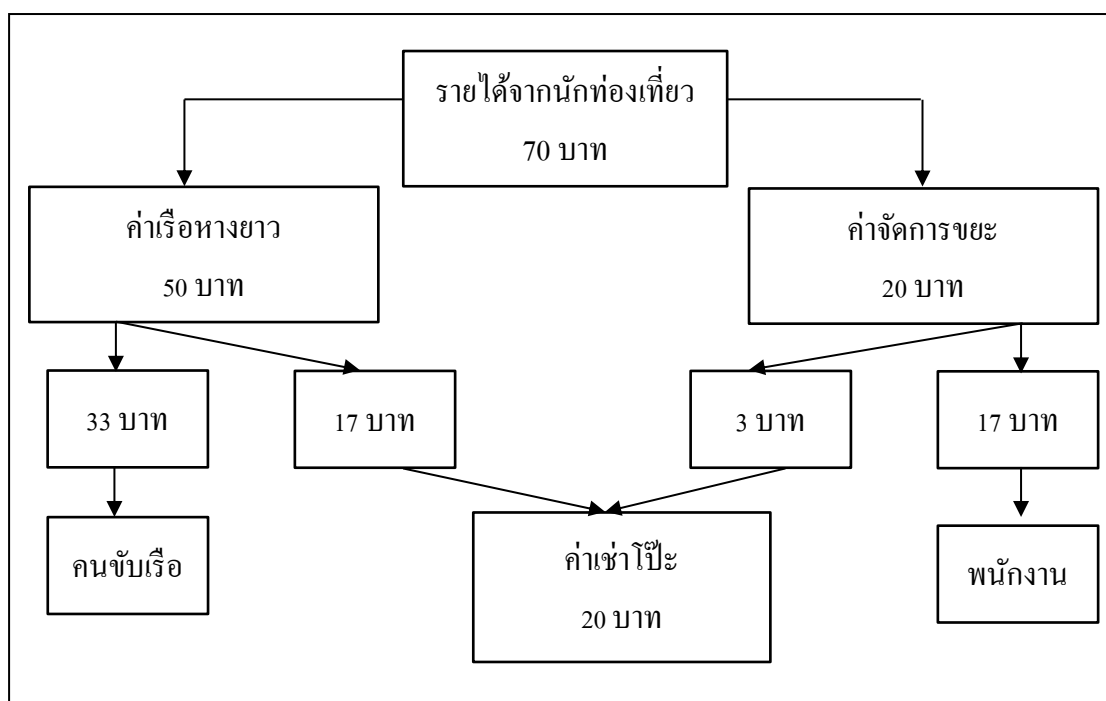 รายได้จากนักท่องเที่ยว
70 บาท
ค่าเรือหางยาว
50 บาท
ค่าจัดการขยะ
20 บาท
33 บาท
17 บาท
3 บาท
17 บาท
คนขับเรือ
ค่าเช่าโป๊ะ
20 บาท
พนักงาน